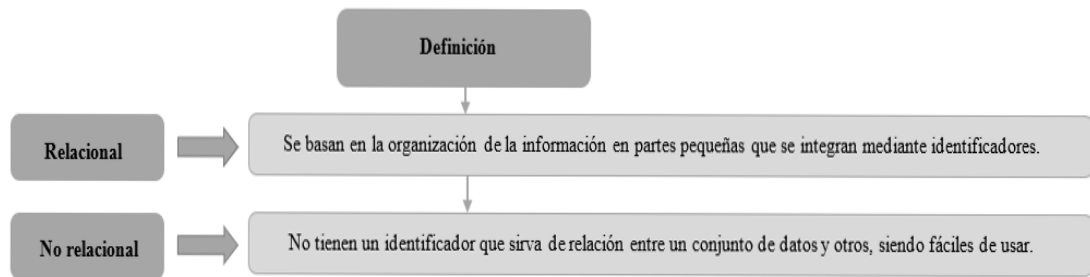 Definición
Relacional
Se basan en la organización de la información en partes pequeñas que se integran mediante identificadores.
No relacional
No tienen un identificador que sirva de relación entre un conjunto de datos y otros, siendo fáciles de usar.